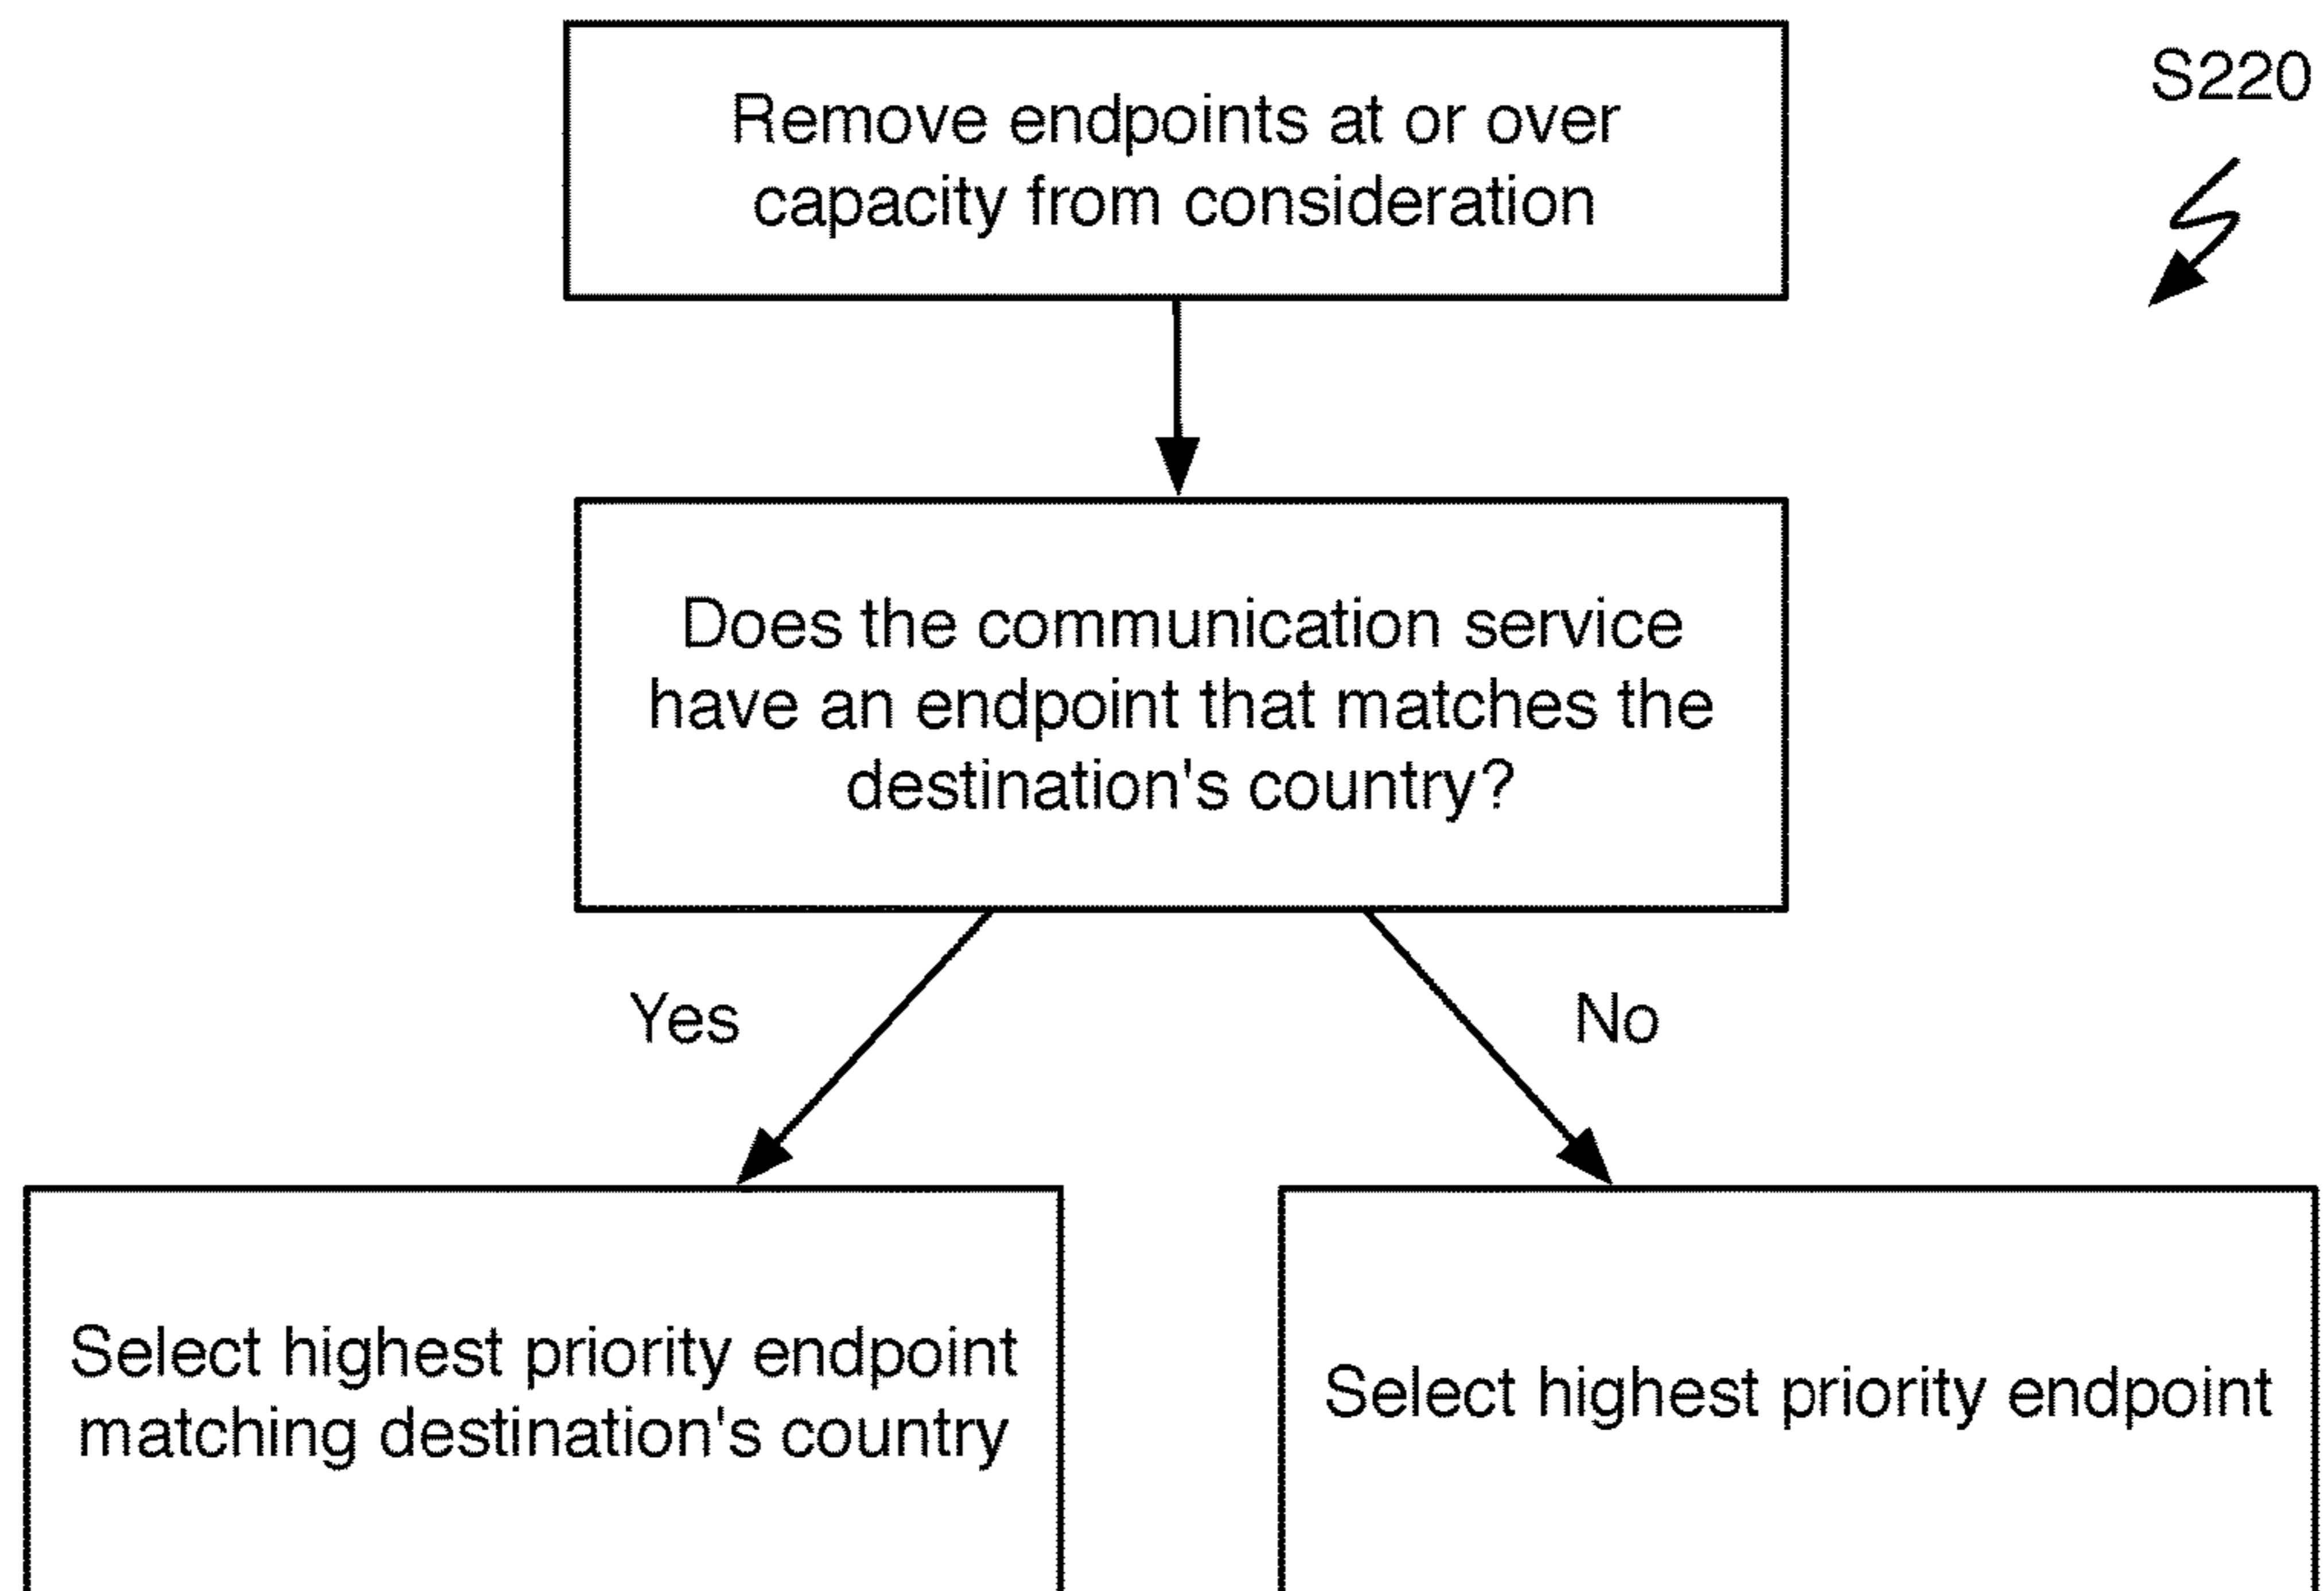 Remove endpoints at or over
capacity from consideration
S220
Does the communication service
have an endpoint that matches the
destination's country?
Yes
No
Select highest priority endpoint
matching destination's country
Select highest priority endpoint